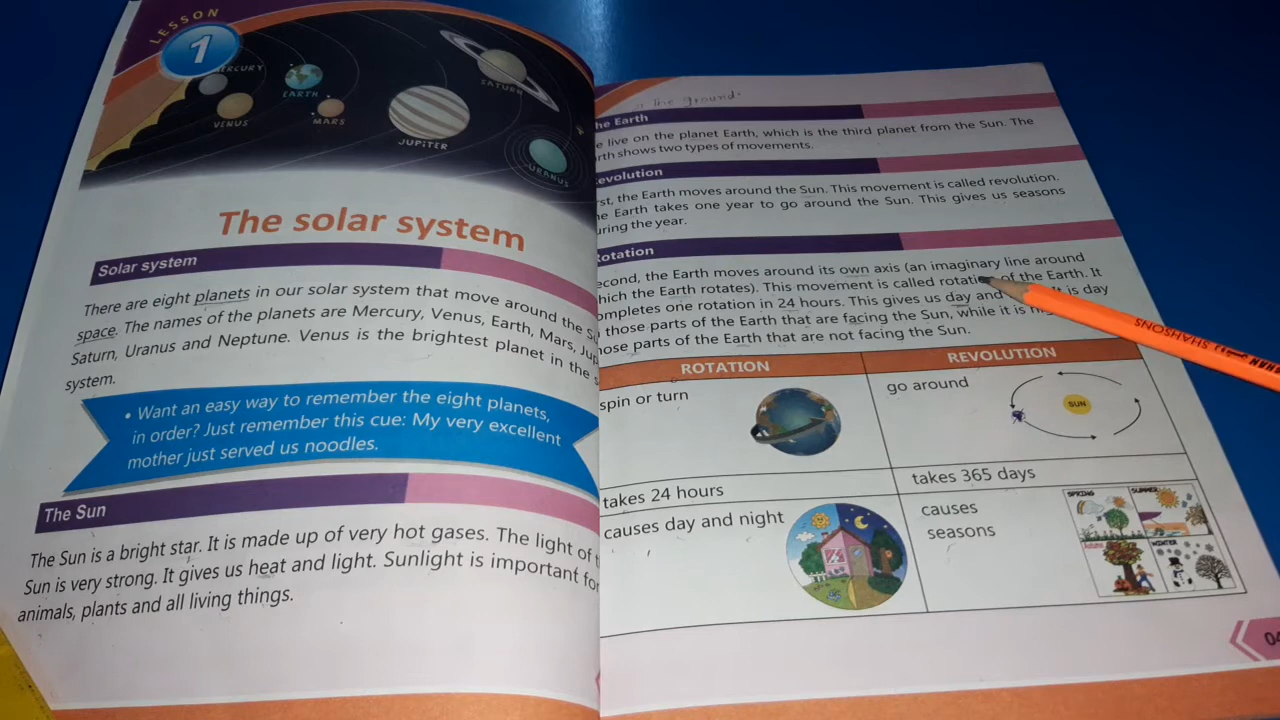 LESSON
1
MERCURY
VENUS
EARTH
MARS
JUPITER
SATURN
URANUS
The solar system
Solar system
There are eight planets in our solar system that move around the
space. The names of the planets are Mercury, Venus, Earth, Mars,
Saturn, Uranus and Neptune. Venus is the brightest planet in the
system.
• Want an easy way to remember the eight planets,
in order? Just remember this cue: My very excellent
mother just served us noodles.
The Sun
The Sun is a bright star. It is made up of very hot gases. The light of
Sun is very strong. It gives us heat and light. Sunlight is important for
animals, plants and all living things.
the ground.
he Earth
e live on the planet Earth, which is the third planet from the Sun. The
rth shows two types of movements.
evolution
rst, the Earth moves around the Sun. This movement is called revolution.
he Earth takes one year to go around the Sun. This gives us seasons
uring the year.
otation
econd, the Earth moves around its own axis (an imaginary line around
hich the Earth rotates). This movement is called rotati of the Earth. It
ompletes one rotation in 24 hours. This gives us day and It is day
those parts of the Earth that are facing the Sun, while it is
hose parts of the Earth that are not facing the Sun.
ROTATION REVOLUTION
spin or turn go around
SUN
takes 24 hours takes 365 days
causes day and night causes
seasons
SPRING SUMMER
Autumn WINTER
SHAHSONS